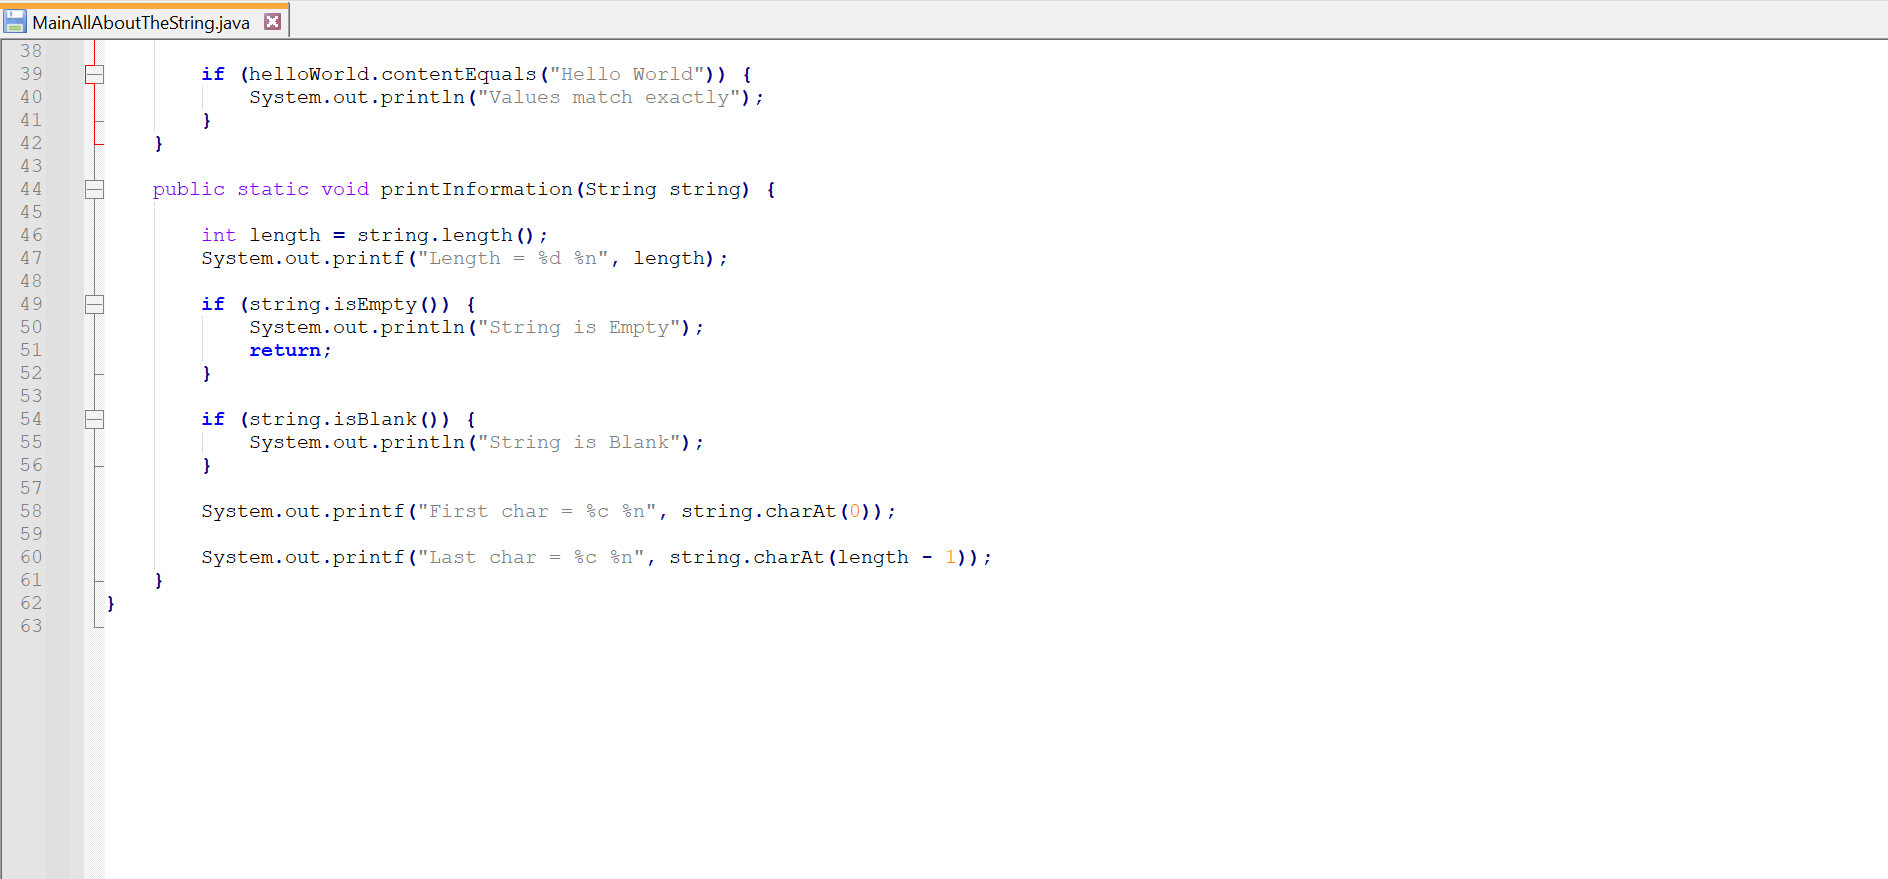 MainAllAboutTheString.java
38
39 if (helloWorld.contentEquals("Hello World")) {
40 System.out.println("Values match exactly");
41 }
42 }
43
44 public static void printInformation(String string) {
45
46 int length = string.length();
47 System.out.printf("Length = %d %n", length);
48
49 if (string.isEmpty()) {
50 System.out.println("String is Empty");
51 return;
52 }
53
54 if (string.isBlank()) {
55 System.out.println("String is Blank");
56 }
57
58 System.out.printf("First char = %c %n", string.charAt(0));
59
60 System.out.printf("Last char = %c %n", string.charAt(length - 1));
61 }
62 }
63